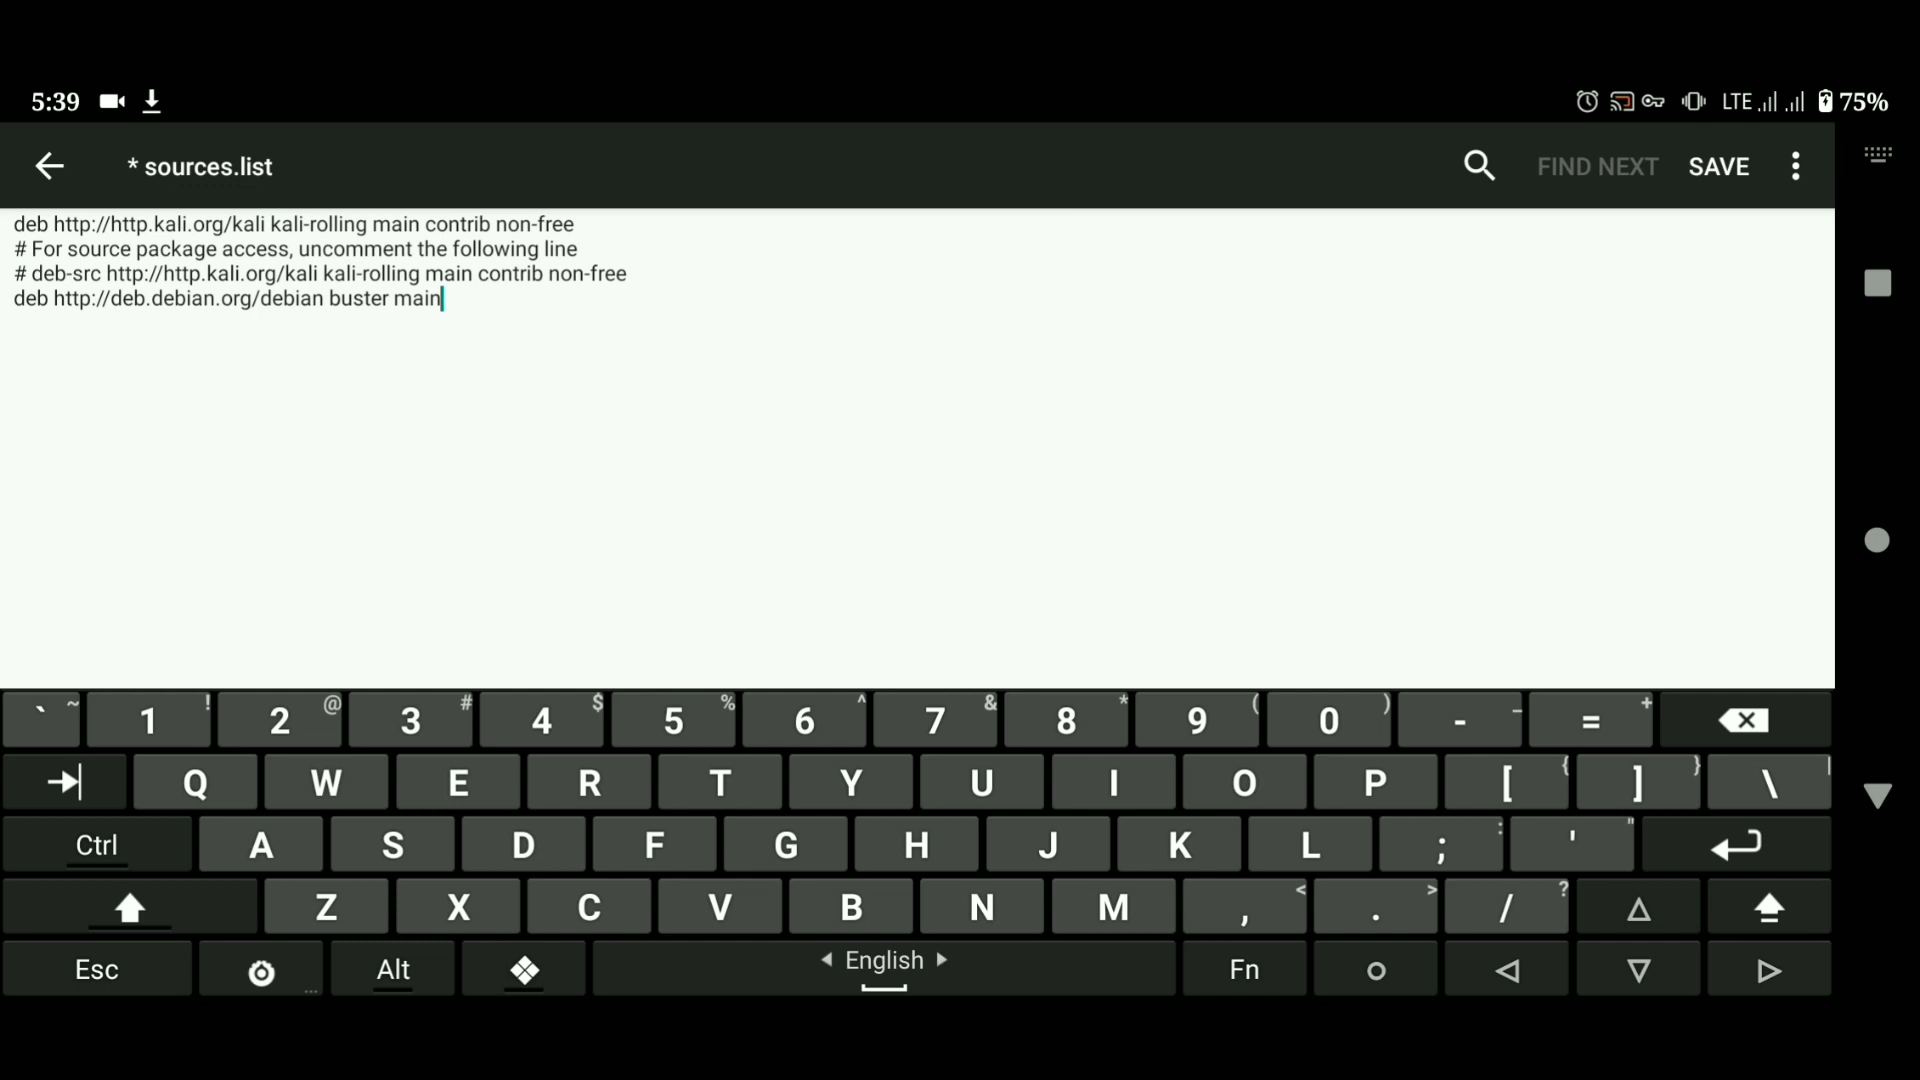 5:39 LTE 75%
* sources.list FIND NEXT SAVE
deb http://http.kali.org/kali kali-rolling main contrib non-free
# For source package access, uncomment the following line
# deb-src http://http.kali.org/kali kali-rolling main contrib non-free
deb http://deb.debian.org/debian buster main
` ~ 1 ! 2 @ 3 # 4 $ 5 % 6 ^ 7 & 8 * 9 ( 0 ) - _ = +
Q W E R T Y U I O P [ { ] } \ |
Ctrl A S D F G H J K L ; : ' "
Z X C V B N M , < . > / ?
Esc ... Alt English Fn